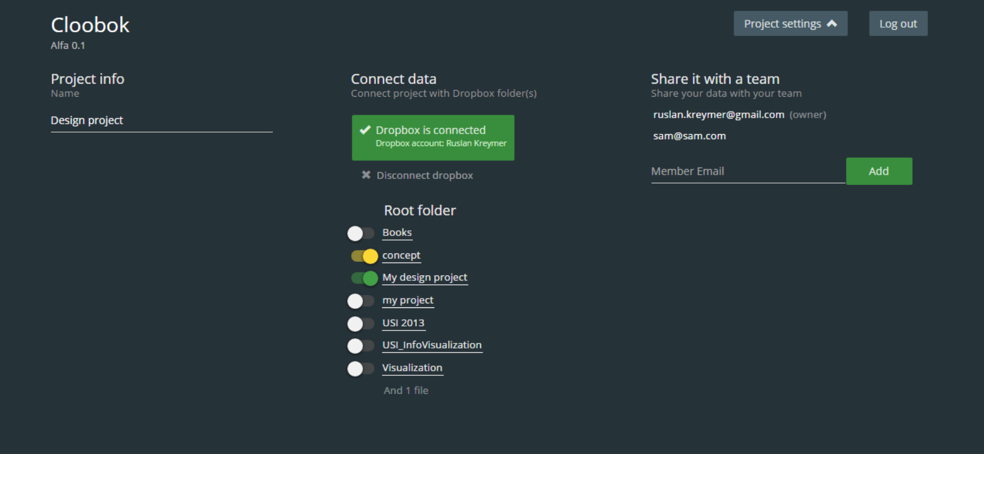 Cloobok
Alfa 0.1
Project settings
Log out
Project info
Name
Design project
Connect data
Connect project with Dropbox folder(s)
Dropbox is connected
Dropbox account: Ruslan Kreymer
Disconnect dropbox
Root folder
Books
concept
My design project
my project
USI 2013
USI_InfoVisualization
Visualization
And 1 file
Share it with a team
Share your data with your team
ruslan.kreymer@gmail.com (owner)
sam@sam.com
Member Email
Add